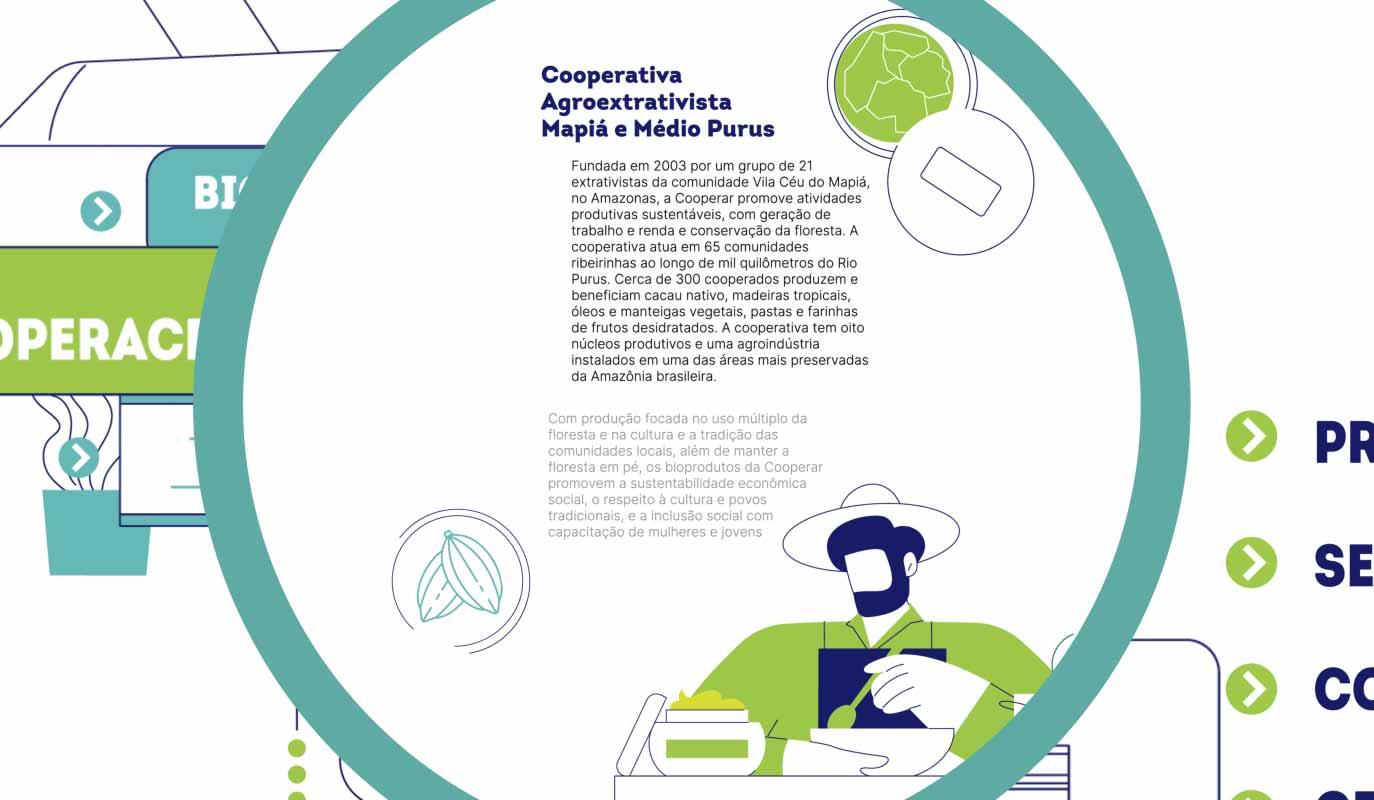 Cooperativa
Agroextrativista
Mapiá e Médio Purus
Fundada em 2003 por um grupo de 21
extrativistas da comunidade Vila Céu do Mapiá,
no Amazonas, a Cooperar promove atividades
produtivas sustentáveis, com geração de
trabalho e renda e conservação da floresta. A
cooperativa atua em 65 comunidades
ribeirinhas ao longo de mil quilômetros do Rio
Purus. Cerca de 300 cooperados produzem e
beneficiam cacau nativo, madeiras tropicais,
óleos e manteigas vegetais, pastas e farinhas
de frutos desidratados. A cooperativa tem oito
núcleos produtivos e uma agroindústria
instalados em uma das áreas mais preservadas
da Amazônia brasileira.
Com produção focada no uso múltiplo da
floresta e na cultura e a tradição das
comunidades locais, além de manter a
floresta em pé, os bioprodutos da Cooperar
promovem a sustentabilidade econômica
social, o respeito à cultura e povos
tradicionais, e a inclusão social com
capacitação de mulheres e jovens
BI
OPERAC
PR
SE
CO